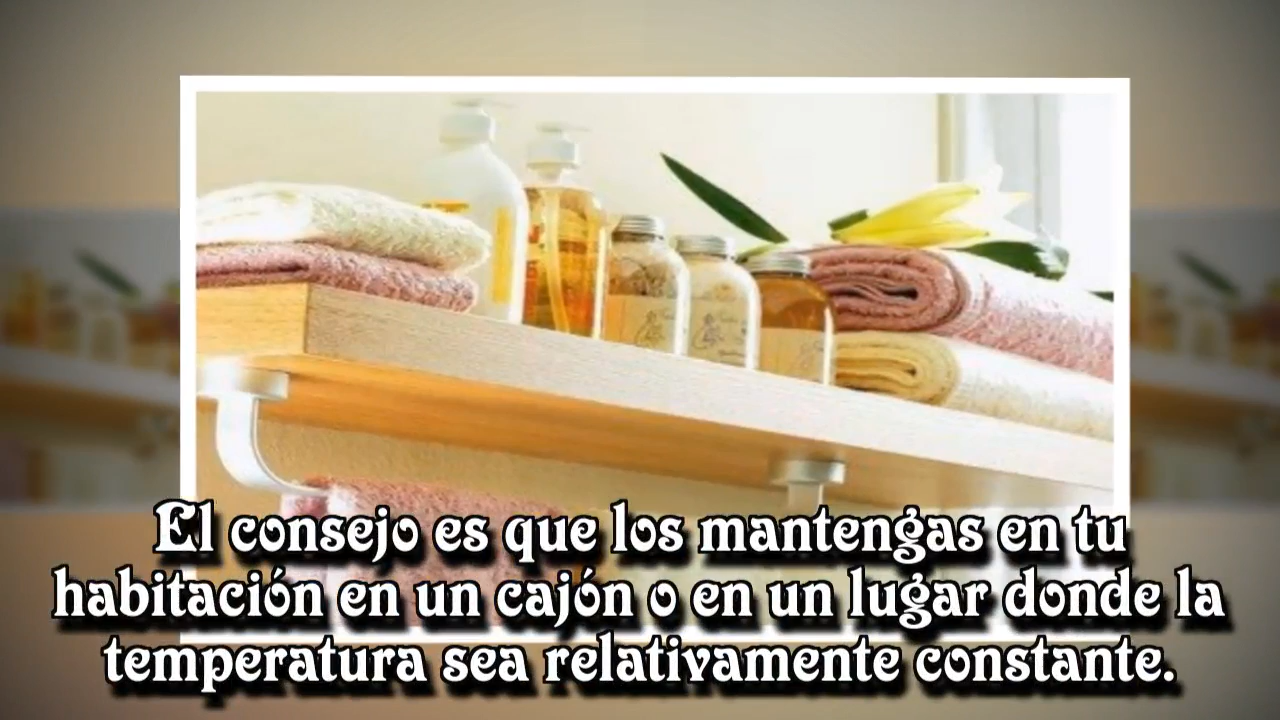 El consejo es que los mantengas en tu
habitación en un cajón o en un lugar donde la
temperatura sea relativamente constante.